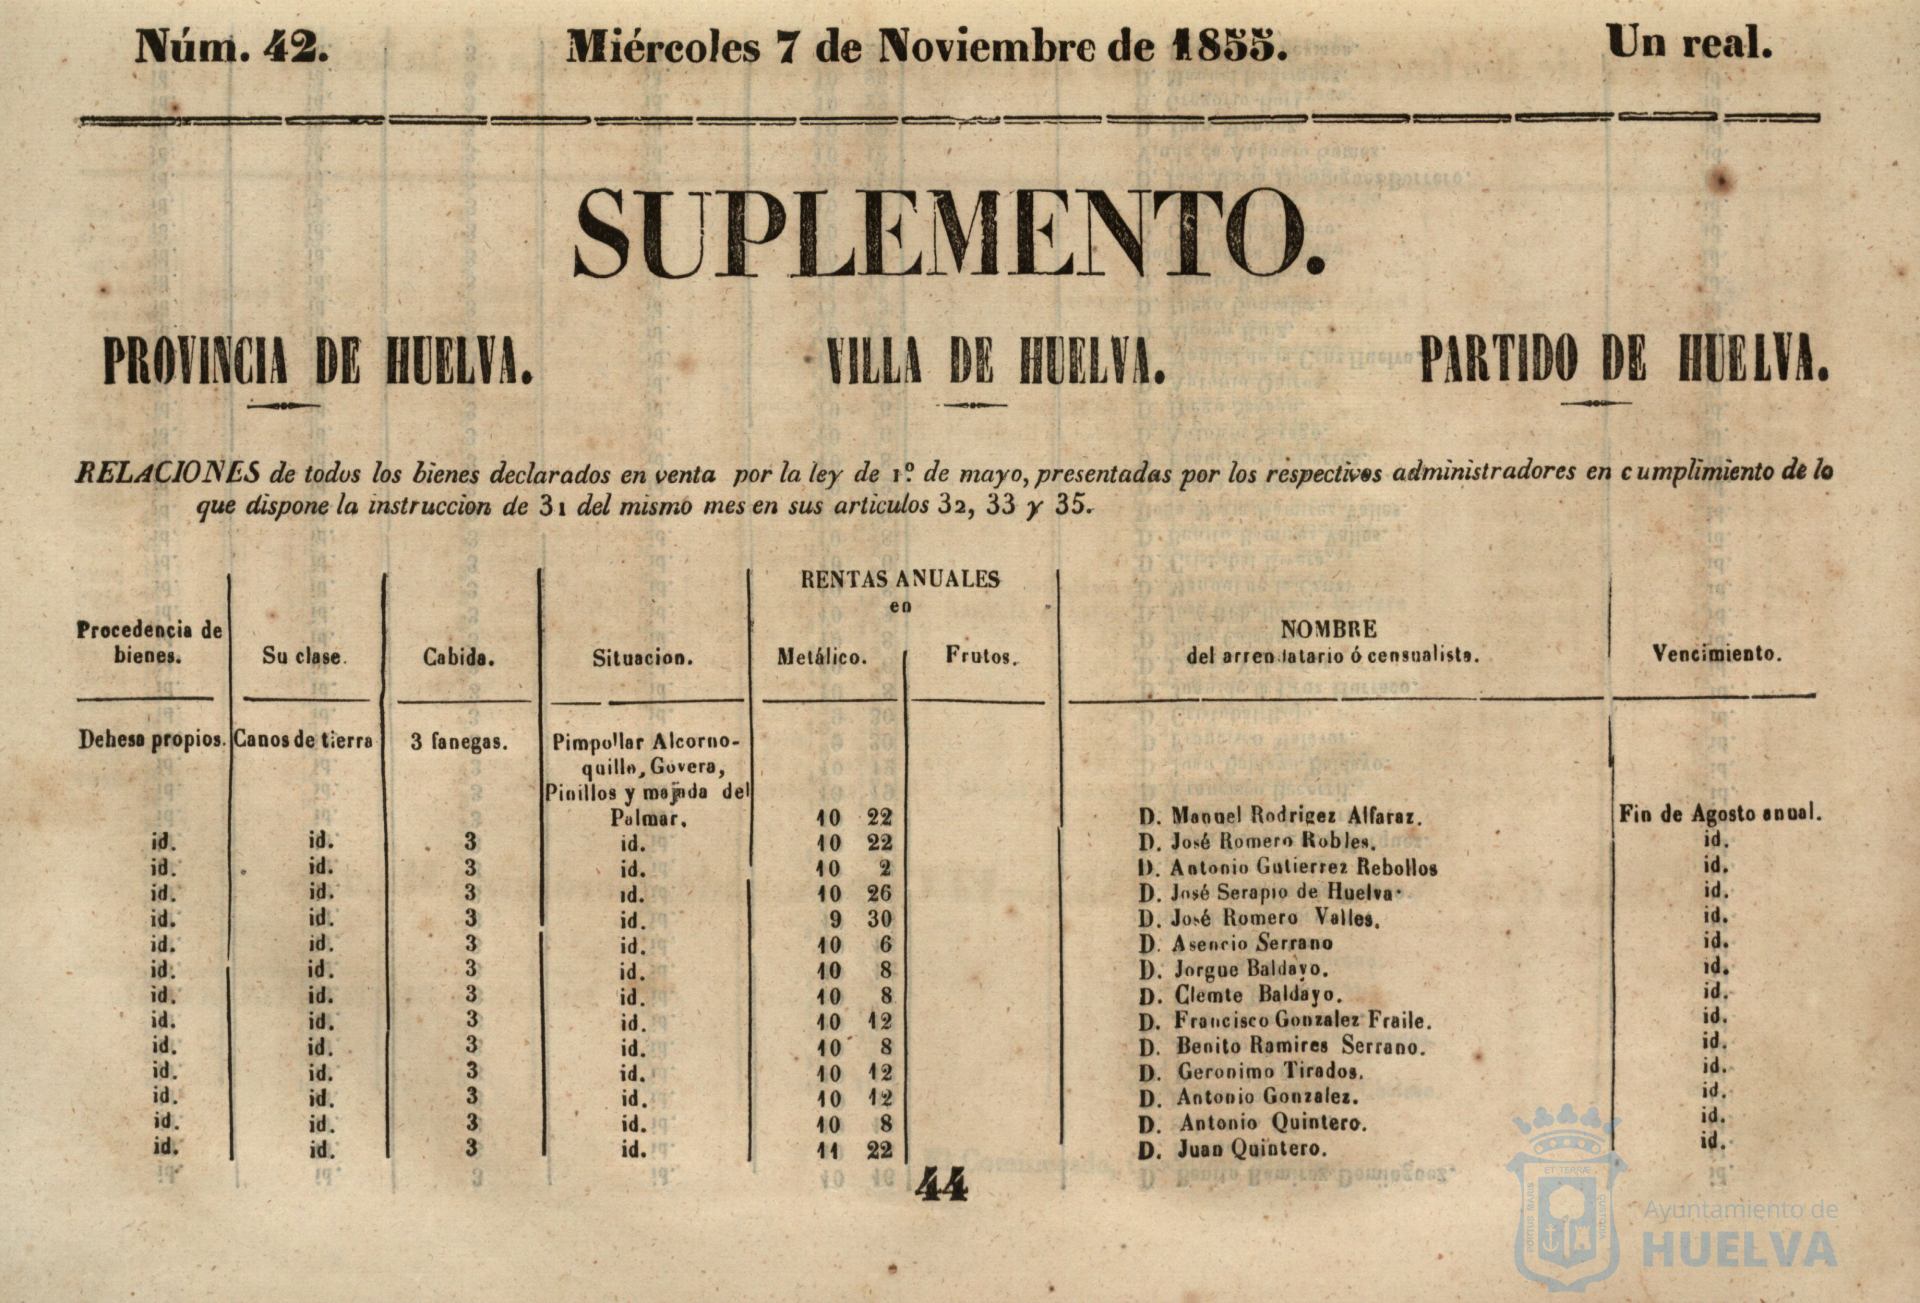 Núm. 42. Miércoles 7 de Noviembre de 1855. Un real.
SUPLEMENTO.
PROVINCIA DE HUELVA. VILLA DE HUELVA. PARTIDO DE HUELVA.
RELACIONES de todos los bienes declarados en venta por la ley de 1º de mayo, presentadas por los respectivos administradores en cumplimiento de lo
que dispone la instruccion de 31 del mismo mes en sus articulos 32, 33 y 35.
RENTAS ANUALES
en
Procedencia de bienes. Su clase. Cabida. Situacion. Metálico. Frutos. NOMBRE del arrendatario ó censualista. Vencimiento.
Dehesa propios. Canos de tierra 3 fanegas. Pimpollar Alcorno-
quillo, Govera,
Pinillos y majada del
Palmar. 10 22 D. Manuel Rodrigez Alfaraz. Fin de Agosto anual.
id. id. 3 id. 10 22 D. José Romero Robles. id.
id. id. 3 id. 10 2 D. Antonio Gutierrez Rebollos id.
id. id. 3 id. 10 26 D. José Serapio de Huelva· id.
id. id. 3 id. 9 30 D. José Romero Valles. id.
id. id. 3 id. 10 6 D. Asencio Serrano id.
id. id. 3 id. 10 8 D. Jorgue Baldayo. id.
id. id. 3 id. 10 8 D. Clemte Baldayo. id.
id. id. 3 id. 10 12 D. Francisco Gonzalez Fraile. id.
id. id. 3 id. 10 8 D. Benito Ramires Serrano. id.
id. id. 3 id. 10 12 D. Geronimo Tirados. id.
id. id. 3 id. 10 12 D. Antonio Gonzalez. id.
id. id. 3 id. 10 8 D. Antonio Quintero. id.
id. id. 3 id. 11 22 D. Juan Quintero. id.
44
ET TERRÆ
PORTUS MARIS
CUSTODIA
Ayuntamiento de
HUELVA